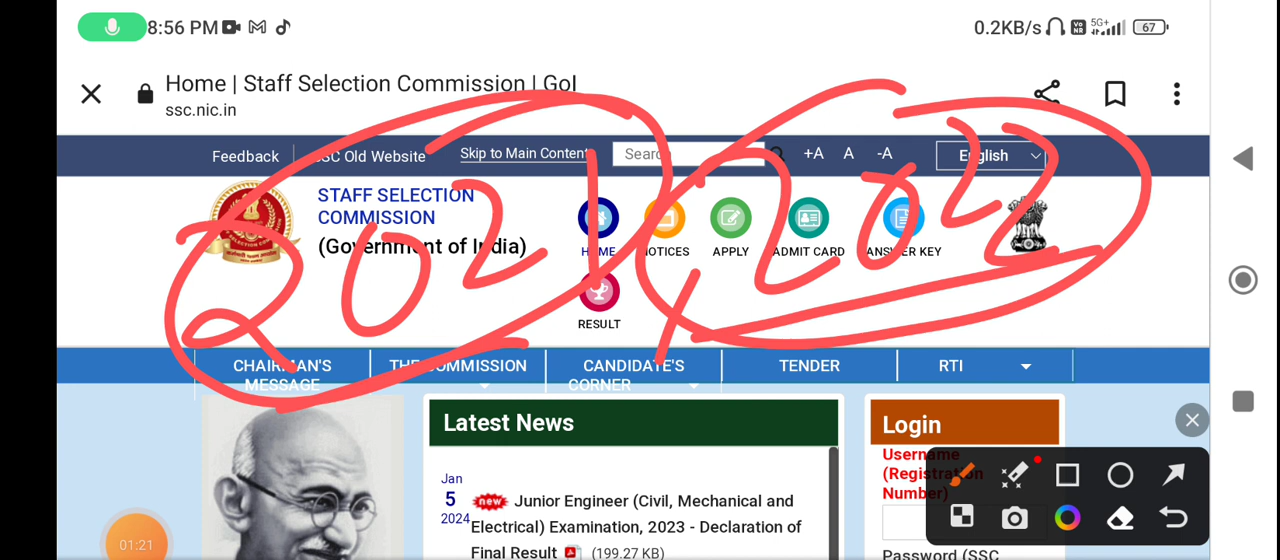 8:56 PM
0.2KB/s 5G+ 67
Home | Staff Selection Commission | GoI
ssc.nic.in
Feedback SSC Old Website Skip to Main Content Search +A A -A English
STAFF SELECTION
COMMISSION
(Government of India)
HOME NOTICES APPLY ADMIT CARD ANSWER KEY
RESULT
2021, 2022
CHAIRMAN'S
MESSAGE
THE COMMISSION
CANDIDATE'S
CORNER
TENDER
RTI
Latest News
Jan
5
2024
new Junior Engineer (Civil, Mechanical and
Electrical) Examination, 2023 - Declaration of
Final Result (199.27 KB)
Login
Username
(Registration
Number)
Password (SSC
01:21